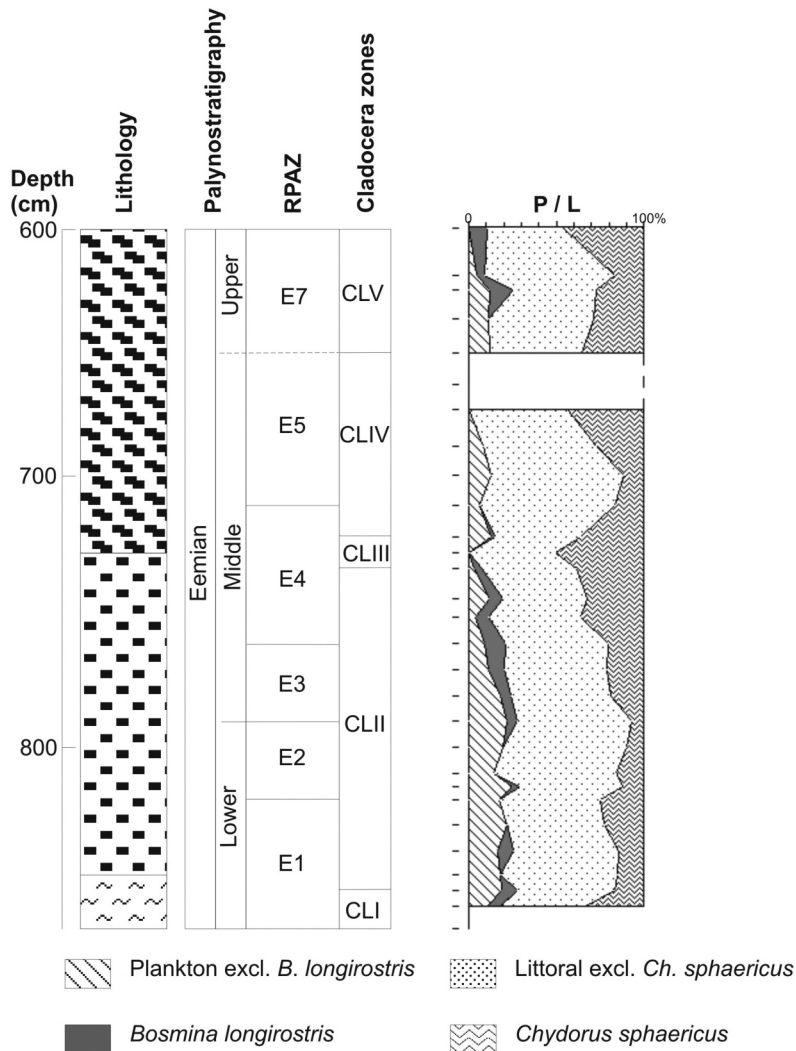 Depth
(cm)
Lithology
Palynostratigraphy
RPAZ
Cladocera zones
P / L
0
100%
600
700
800
Eemian
Upper
Middle
Lower
E7
E5
E4
E3
E2
E1
CLV
CLIV
CLIII
CLII
CLI
Plankton excl. B. longirostris
Littoral excl. Ch. sphaericus
Bosmina longirostris
Chydorus sphaericus